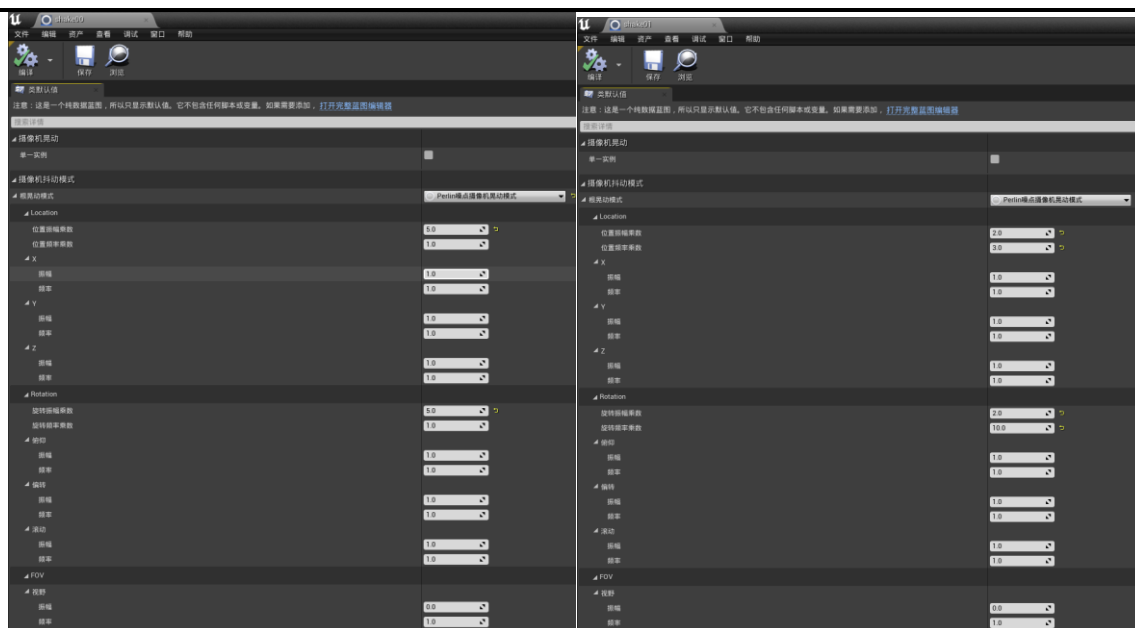 shake00
文件 编辑 资产 查看 调试 窗口 帮助
编译 保存 浏览
类默认值
注意：这是一个纯数据蓝图，所以只显示默认值。它不包含任何脚本或变量。如果需要添加，打开完整蓝图编辑器
搜索详情
摄像机晃动
单一实例
摄像机抖动模式
根晃动模式 _Perlin噪点摄像机晃动模式
Location
位置振幅乘数 5.0
位置频率乘数 1.0
X
振幅 1.0
频率 1.0
Y
振幅 1.0
频率 1.0
Z
振幅 1.0
频率 1.0
Rotation
旋转振幅乘数 5.0
旋转频率乘数 1.0
俯仰
振幅 1.0
频率 1.0
偏转
振幅 1.0
频率 1.0
滚动
振幅 1.0
频率 1.0
FOV
视野
振幅 0.0
频率 1.0
shake01
文件 编辑 资产 查看 调试 窗口 帮助
编译 保存 浏览
类默认值
注意：这是一个纯数据蓝图，所以只显示默认值。它不包含任何脚本或变量。如果需要添加，打开完整蓝图编辑器
搜索详情
摄像机晃动
单一实例
摄像机抖动模式
根晃动模式 _Perlin噪点摄像机晃动模式
Location
位置振幅乘数 2.0
位置频率乘数 3.0
X
振幅 1.0
频率 1.0
Y
振幅 1.0
频率 1.0
Z
振幅 1.0
频率 1.0
Rotation
旋转振幅乘数 2.0
旋转频率乘数 10.0
俯仰
振幅 1.0
频率 1.0
偏转
振幅 1.0
频率 1.0
滚动
振幅 1.0
频率 1.0
FOV
视野
振幅 0.0
频率 1.0